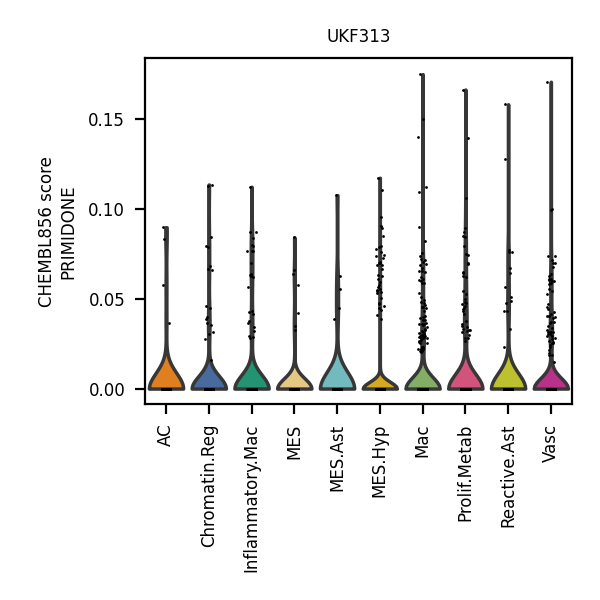 UKF313
CHEMBL856 score
PRIMIDONE
0.15
0.10
0.05
0.00
AC
Chromatin.Reg
Inflammatory.Mac
MES
MES.Ast
MES.Hyp
Mac
Prolif.Metab
Reactive.Ast
Vasc